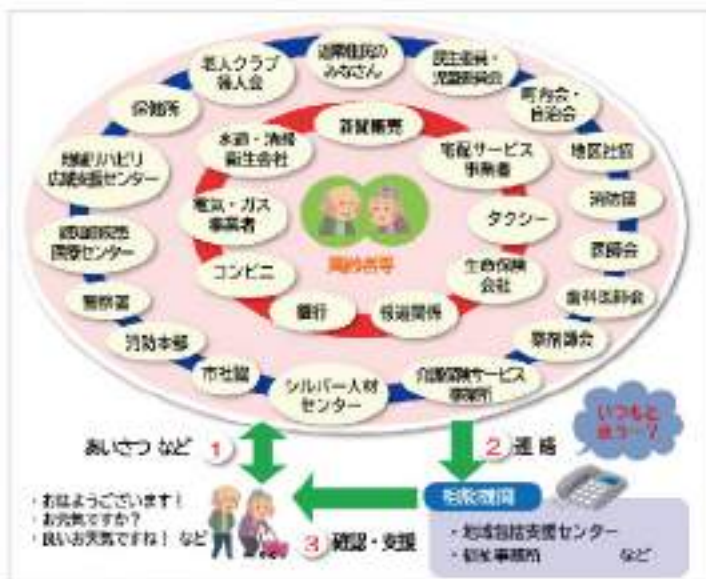 老人クラブ
婦人会
近隣住民の
みなさん
民生委員・
児童委員会
町内会・
自治会
保健所
新聞販売
地区社協
水道・清掃
衛生会社
宅配サービス
事業者
地域リハビリ
広域支援センター
消防団
電気・ガス
事業者
タクシー
医師会
医療センター
コンビニ
生命保険
会社
歯科医師会
警察署
銀行
報道関係
薬剤師会
消防本部
市社協
シルバー人材
センター
介護保険サービス
事業所
高齢者等
いつもと
違う…?
あいさつ など
1
2
連絡
・おはようございます!
・お元気ですか?
・良いお天気ですね! など
3
確認・支援
相談機関
・地域包括支援センター
・福祉事務所 など